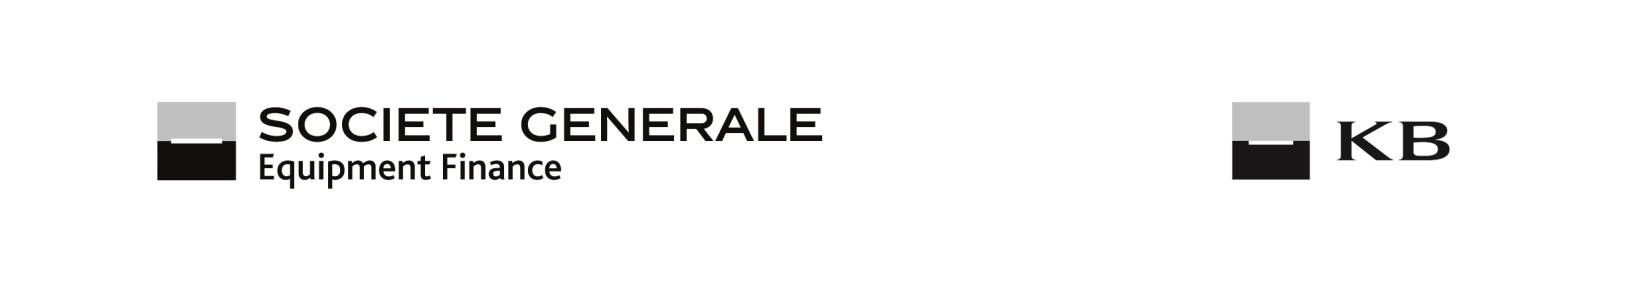 SOCIETE GENERALE
Equipment Finance
KB